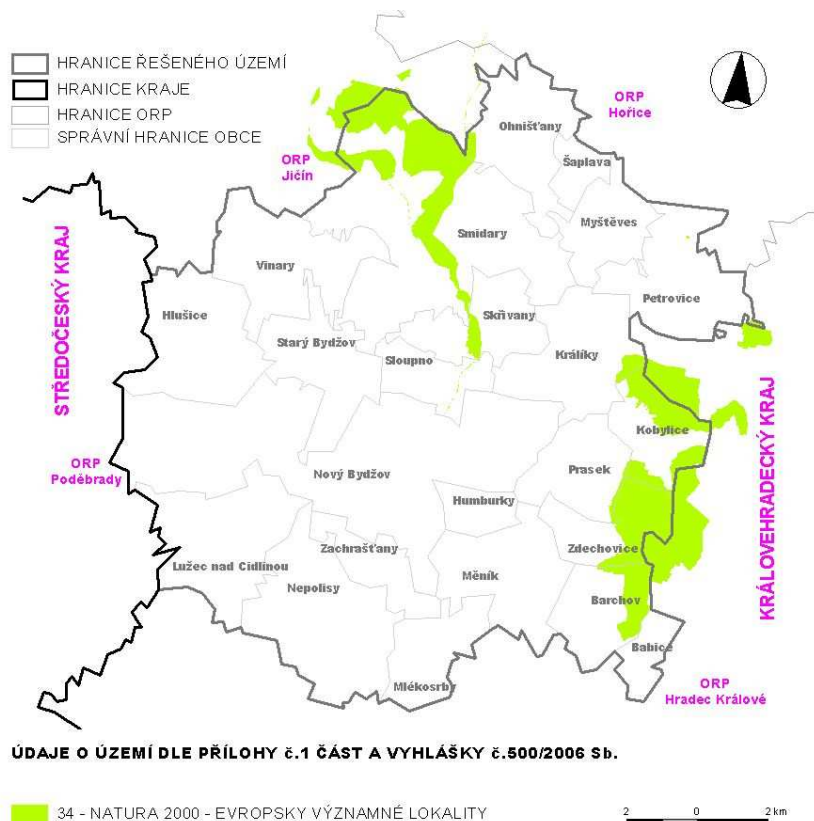 HRANICE ŘEŠENÉHO ÚZEMÍ
HRANICE KRAJE
HRANICE ORP
SPRÁVNÍ HRANICE OBCE
ORP
Hořice
Ohnišťany
ORP
Jičín
Šaplava
Smidary
Myštěves
Vinary
Petrovice
Hlušice
Skřivany
Starý Bydžov
Sloupno
Králíky
STŘEDOČESKÝ KRAJ
KRÁLOVEHRADECKÝ KRAJ
Kobylice
ORP
Poděbrady
Nový Bydžov
Prasek
Humburky
Zachrašťany
Zdechovice
Lužec nad Cidlinou
Nepolisy
Měník
Barchov
Babice
Mlékosrby
ORP
Hradec Králové
ÚDAJE O ÚZEMÍ DLE PŘÍLOHY č.1 ČÁST A VYHLÁŠKY č.500/2006 Sb.
34 - NATURA 2000 - EVROPSKY VÝZNAMNÉ LOKALITY
2 0 2 km